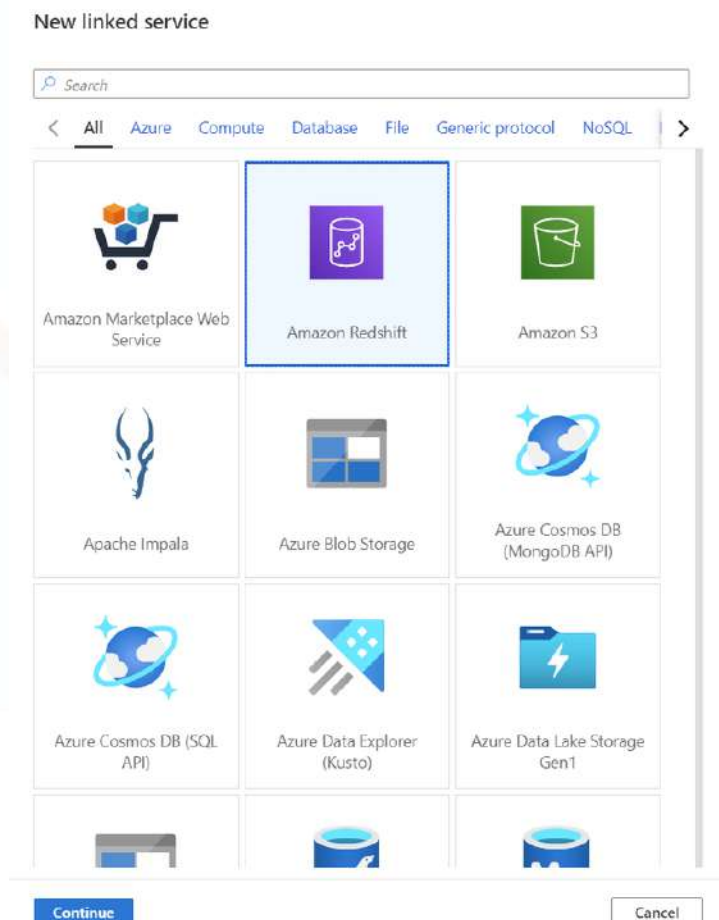 New linked service
Search
All Azure Compute Database File Generic protocol NoSQL
Amazon Marketplace Web
Service
Amazon Redshift
Amazon S3
Apache Impala
Azure Blob Storage
Azure Cosmos DB
(MongoDB API)
Azure Cosmos DB (SQL
API)
Azure Data Explorer
(Kusto)
Azure Data Lake Storage
Gen1
Continue
Cancel